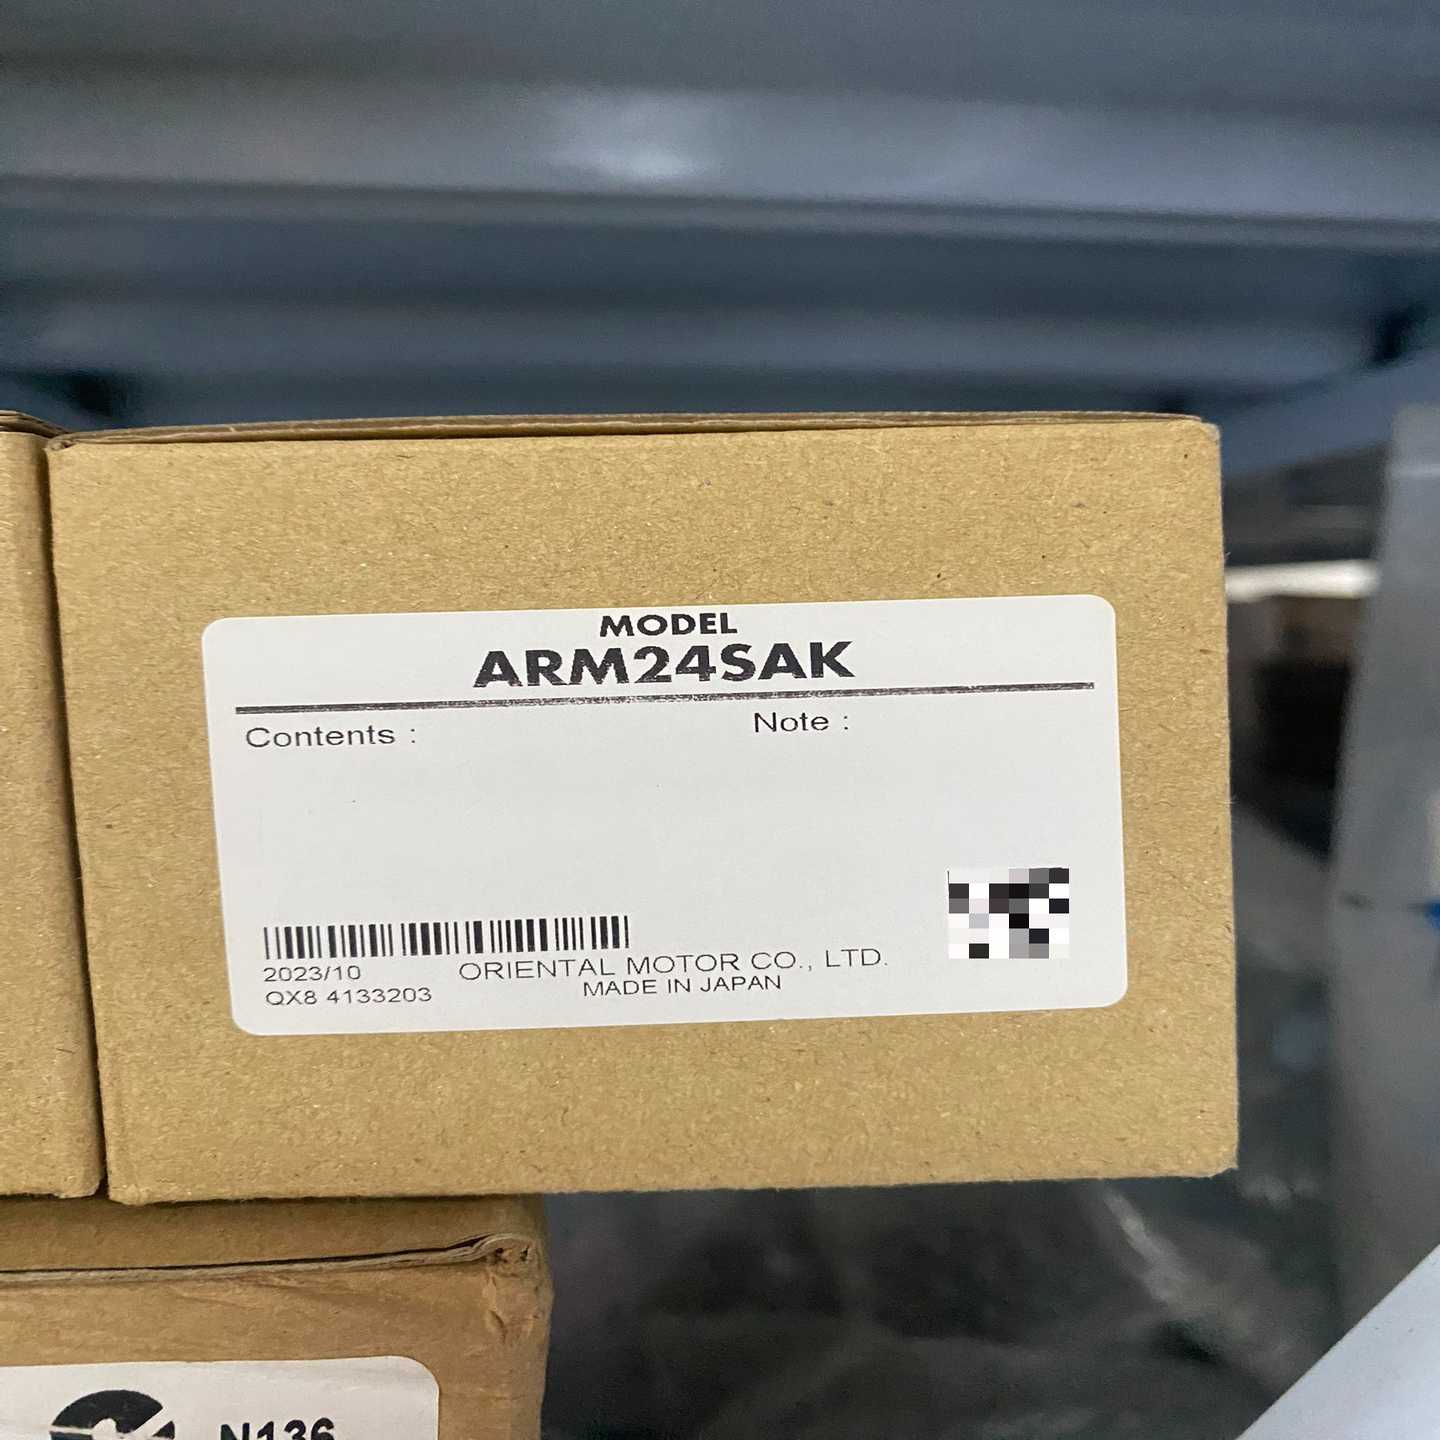 MODEL
ARM24SAK
Contents :
Note :
2023/10
QX8 4133203
ORIENTAL MOTOR CO., LTD.
MADE IN JAPAN
N136